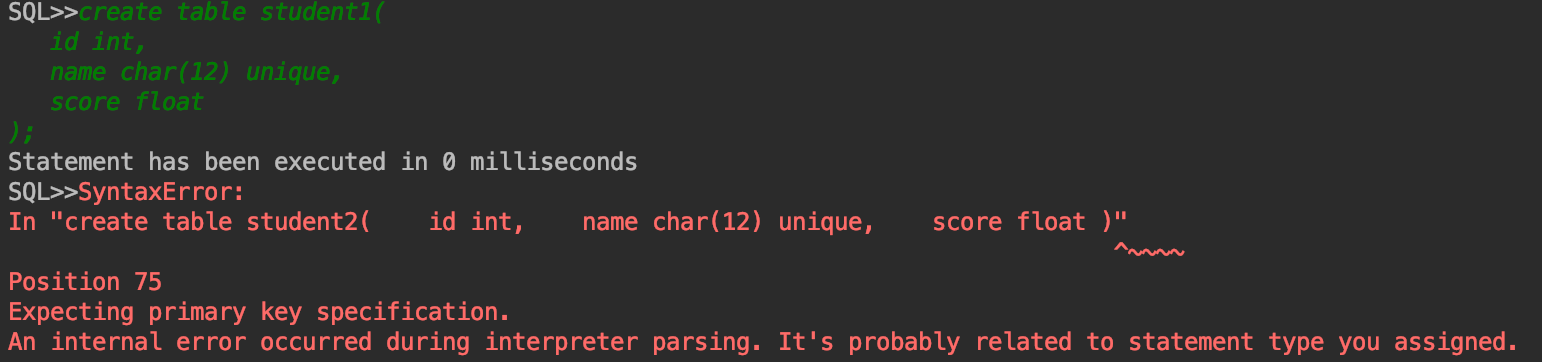 SQL>>create table student1(
   id int,
   name char(12) unique,
   score float
);
Statement has been executed in 0 milliseconds
SQL>>SyntaxError:
In "create table student2(    id int,    name char(12) unique,    score float )"
^~~~~
Position 75
Expecting primary key specification.
An internal error occurred during interpreter parsing. It's probably related to statement type you assigned.